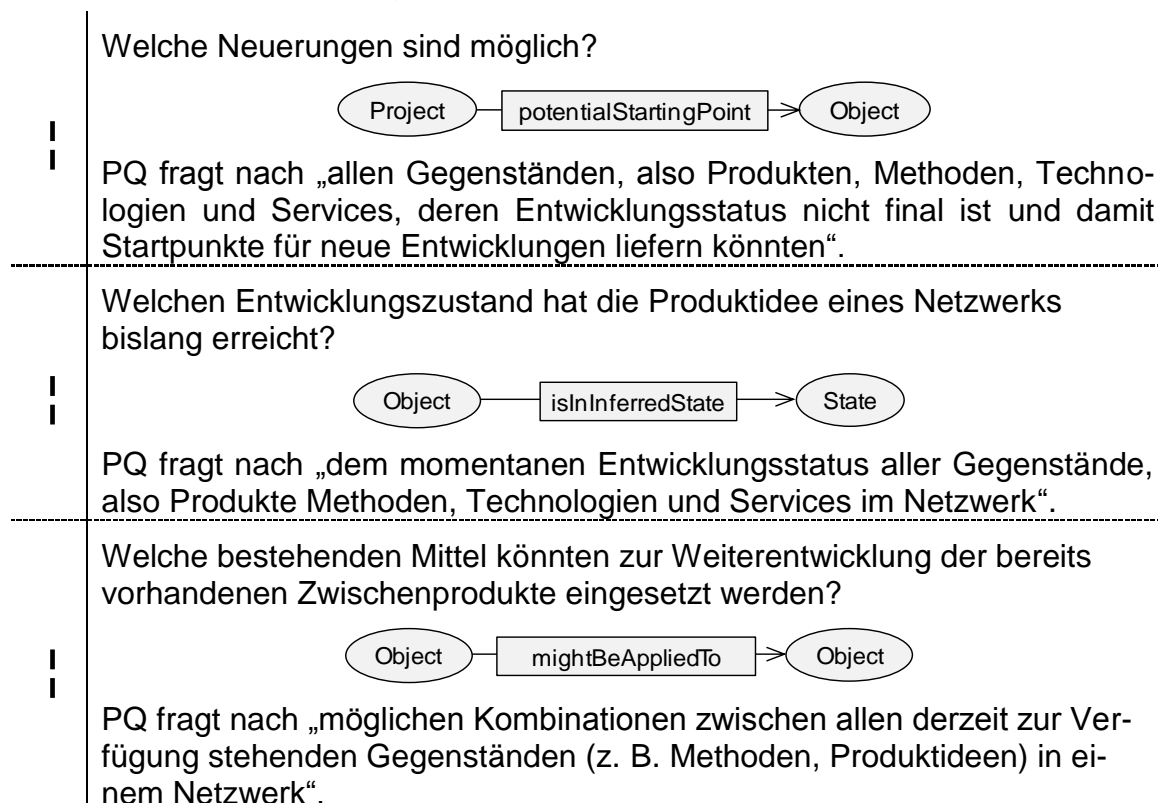 Welche Neuerungen sind möglich?
Project potentialStartingPoint Object
PQ fragt nach „allen Gegenständen, also Produkten, Methoden, Techno-
logien und Services, deren Entwicklungsstatus nicht final ist und damit
Startpunkte für neue Entwicklungen liefern könnten“.
Welchen Entwicklungszustand hat die Produktidee eines Netzwerks
bislang erreicht?
Object isInInferredState State
PQ fragt nach „dem momentanen Entwicklungsstatus aller Gegenstände,
also Produkte Methoden, Technologien und Services im Netzwerk“.
Welche bestehenden Mittel könnten zur Weiterentwicklung der bereits
vorhandenen Zwischenprodukte eingesetzt werden?
Object mightBeAppliedTo Object
PQ fragt nach „möglichen Kombinationen zwischen allen derzeit zur Ver-
fügung stehenden Gegenständen (z. B. Methoden, Produktideen) in ei-
nem Netzwerk“.